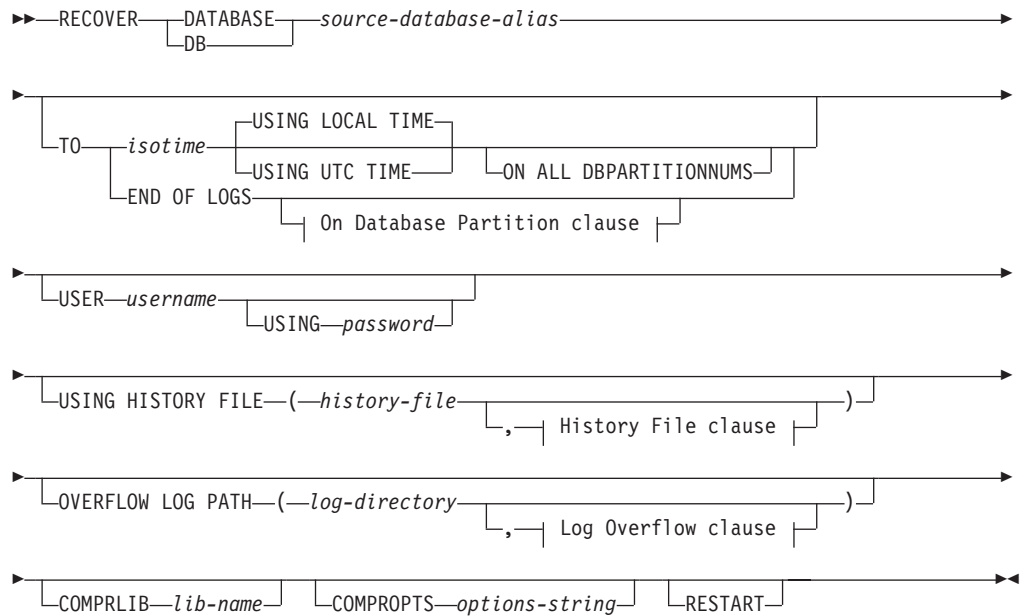 RECOVER DATABASE source-database-alias
DB
USING LOCAL TIME
TO isotime
USING UTC TIME ON ALL DBPARTITIONNUMS
END OF LOGS
On Database Partition clause
USER username
USING password
USING HISTORY FILE ( history-file )
, History File clause
OVERFLOW LOG PATH ( log-directory )
, Log Overflow clause
COMPRLIB lib-name COMPROPTS options-string RESTART